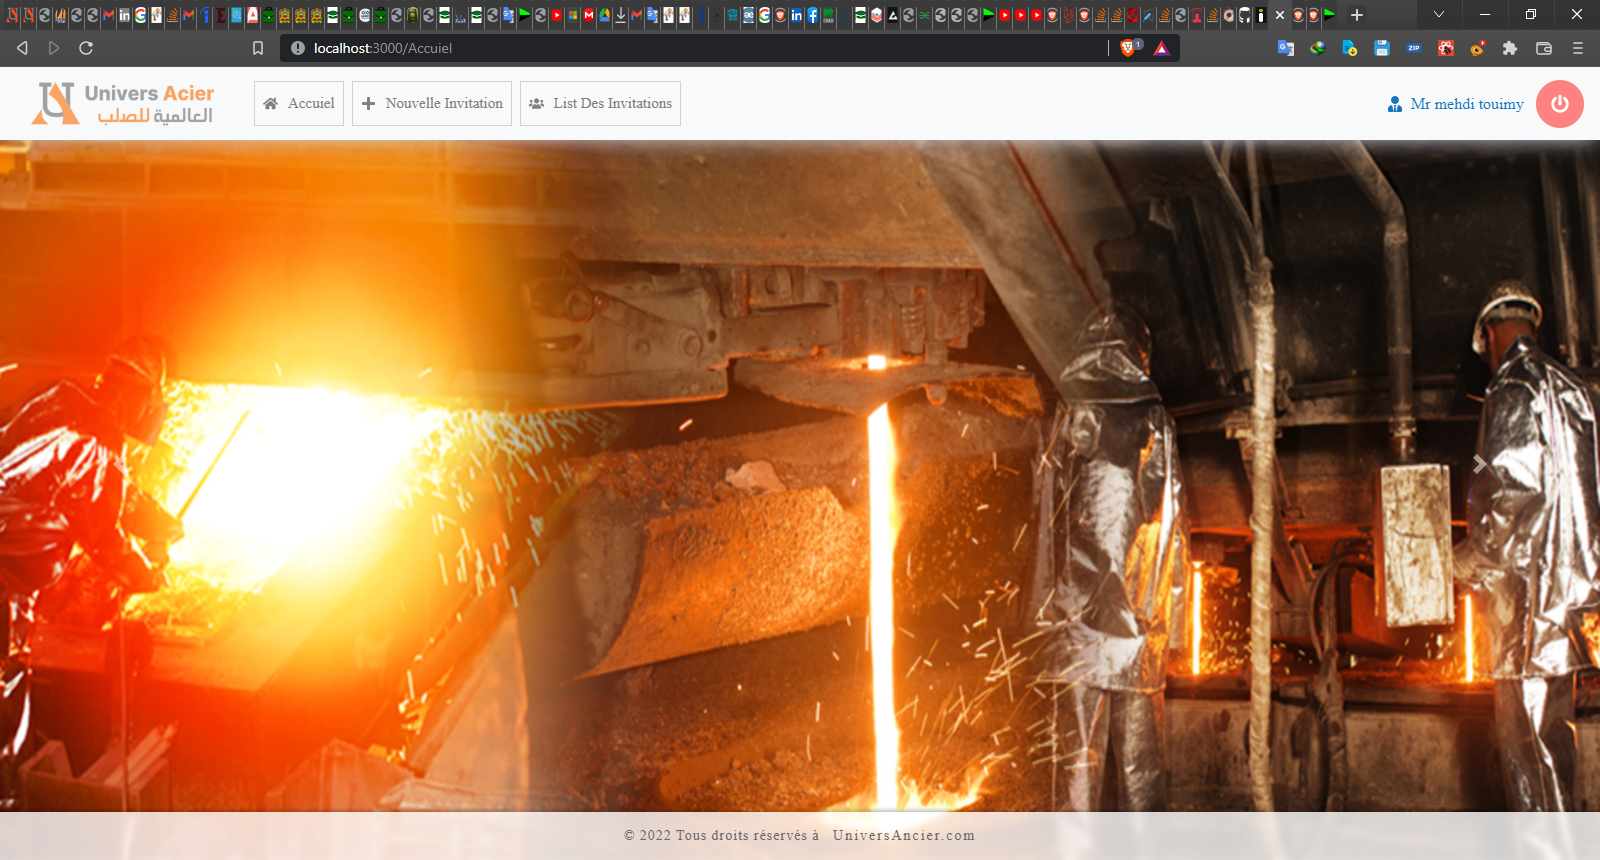 localhost:3000/Accuiel
ZIP
Univers Acier
العالمية للصلب
Accuiel
Nouvelle Invitation
List Des Invitations
Mr mehdi touimy
© 2022 Tous droits réservés à UniversAncier.com